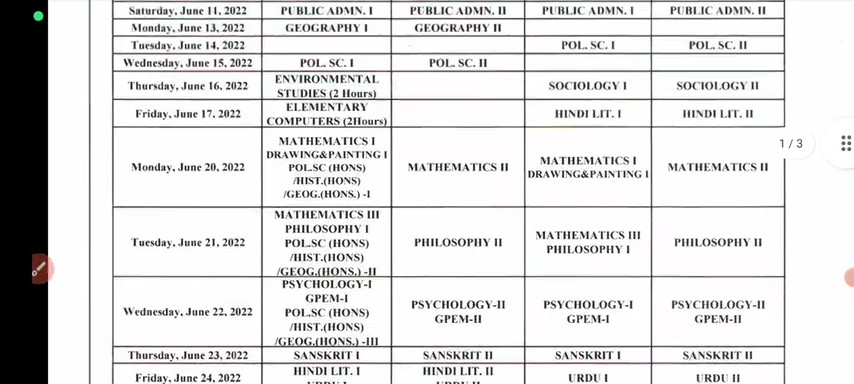 Saturday, June 11, 2022 PUBLIC ADMN. I PUBLIC ADMN. II PUBLIC ADMN. I PUBLIC ADMN. II
Monday, June 13, 2022 GEOGRAPHY I GEOGRAPHY II
Tuesday, June 14, 2022 POL. SC. I POL. SC. II
Wednesday, June 15, 2022 POL. SC. I POL. SC. II
Thursday, June 16, 2022 ENVIRONMENTAL SOCIOLOGY I SOCIOLOGY II
STUDIES (2 Hours)
Friday, June 17, 2022 ELEMENTARY HINDI LIT. I HINDI LIT. II
COMPUTERS (2Hours)
1 / 3
Monday, June 20, 2022 MATHEMATICS I MATHEMATICS II MATHEMATICS I MATHEMATICS II
DRAWING&PAINTING I DRAWING&PAINTING I
POL.SC (HONS)
/HIST.(HONS)
/GEOG.(HONS.) -I
Tuesday, June 21, 2022 MATHEMATICS III PHILOSOPHY II MATHEMATICS III PHILOSOPHY II
PHILOSOPHY I PHILOSOPHY I
POL.SC (HONS)
/HIST.(HONS)
/GEOG.(HONS.) -II
Wednesday, June 22, 2022 PSYCHOLOGY-I PSYCHOLOGY-II PSYCHOLOGY-I PSYCHOLOGY-II
GPEM-I GPEM-II GPEM-I GPEM-II
POL.SC (HONS)
/HIST.(HONS)
/GEOG.(HONS.) -III
Thursday, June 23, 2022 SANSKRIT I SANSKRIT II SANSKRIT I SANSKRIT II
Friday, June 24, 2022 HINDI LIT. I HINDI LIT. II URDU I URDU II